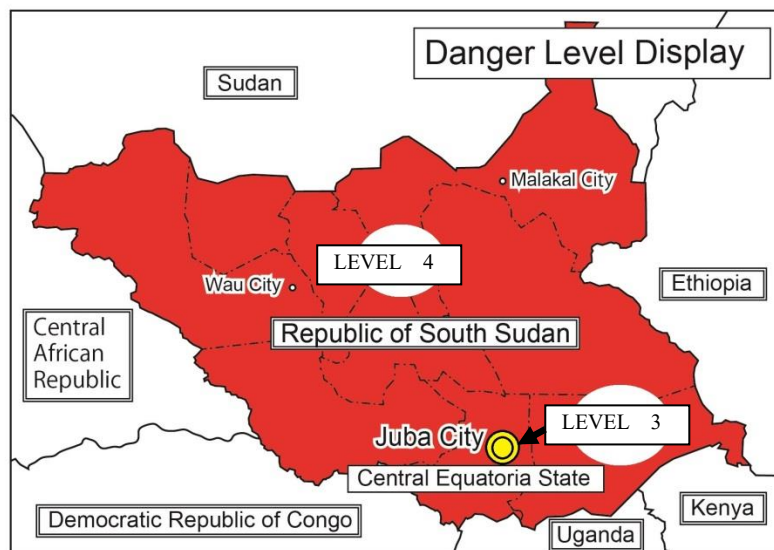 Danger Level Display
Sudan
Malakal City
LEVEL 4
Wau City
Ethiopia
Central
African
Republic
Republic of South Sudan
LEVEL 3
Juba City
Central Equatoria State
Kenya
Democratic Republic of Congo
Uganda